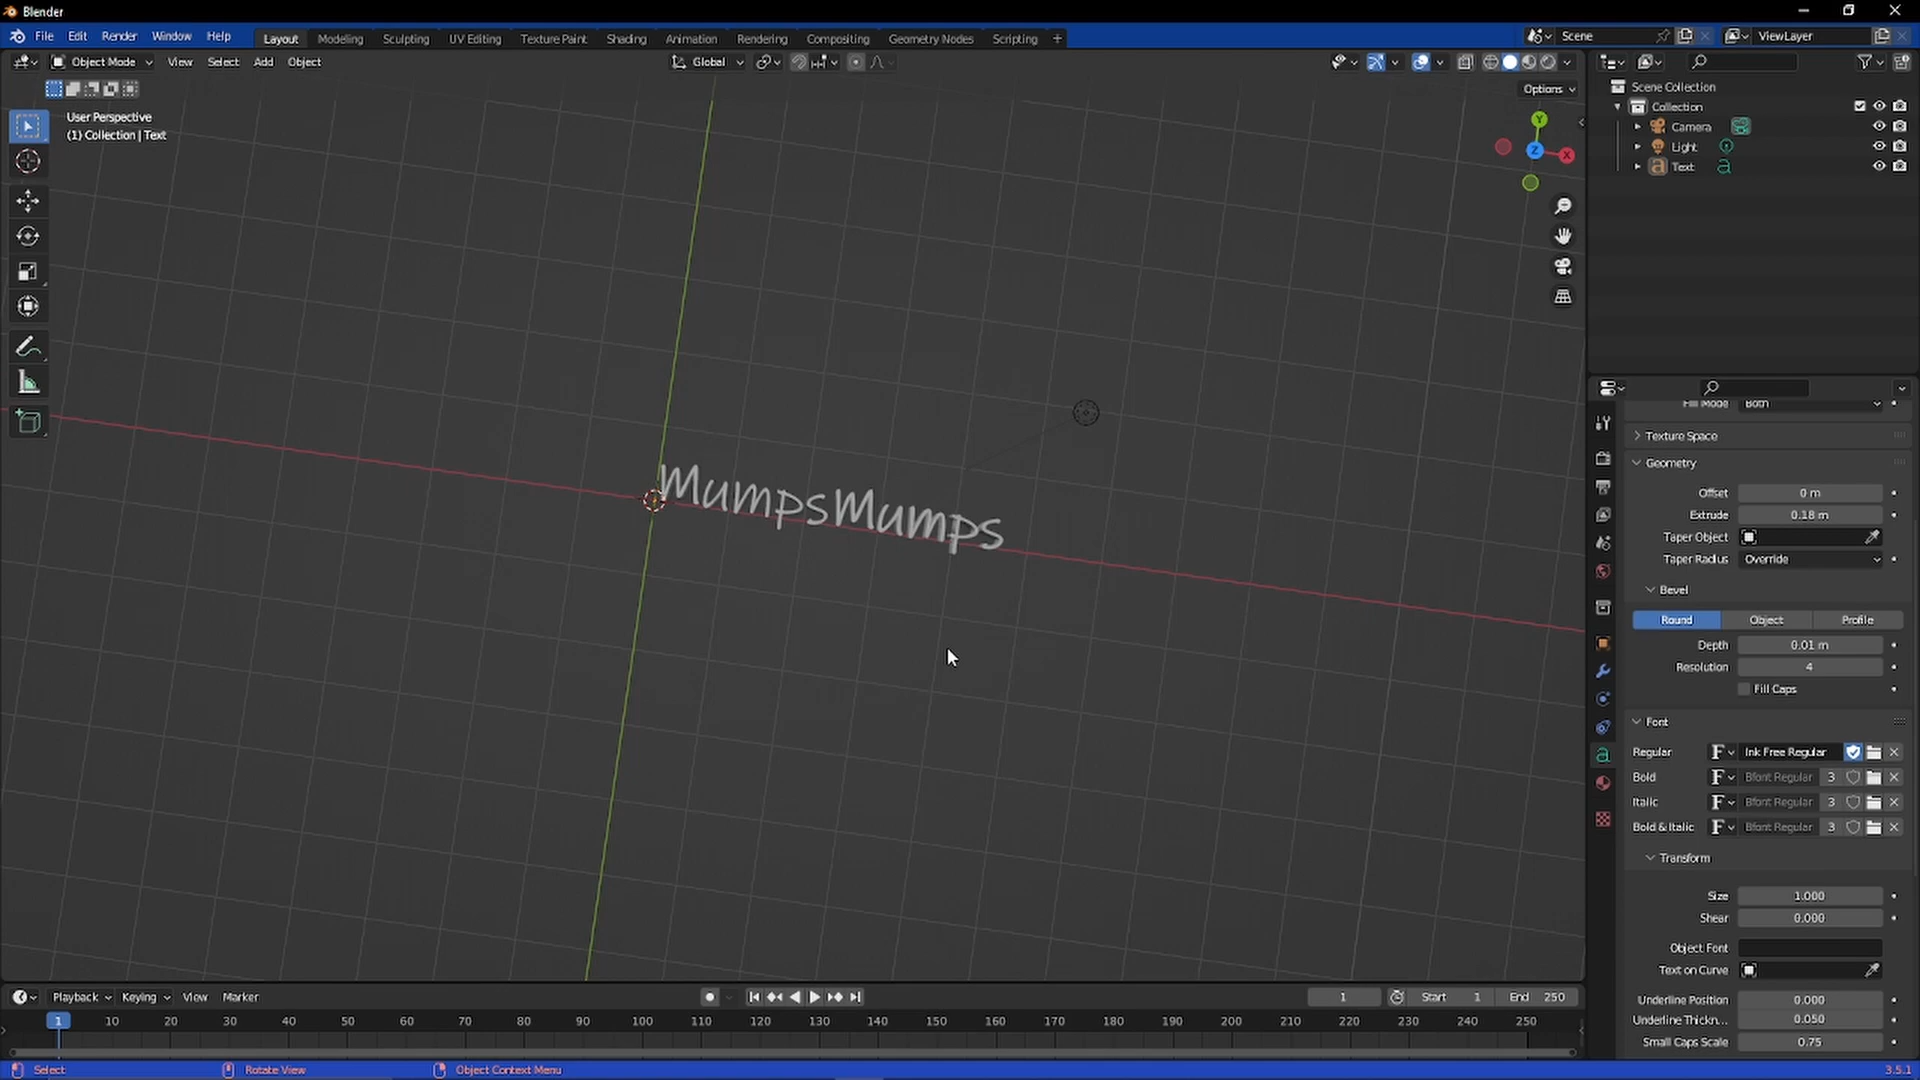 Blender
File Edit Render Window Help
Layout Modeling Sculpting UV Editing Texture Paint Shading Animation Rendering Compositing Geometry Nodes Scripting +
Scene
ViewLayer
Object Mode View Select Add Object
Global
Options
User Perspective
(1) Collection | Text
Y
Z
X
MumpsMumps
Scene Collection
Collection
Camera
Light
Text
Fill Mode Both
Texture Space
Geometry
Offset 0 m
Extrude 0.18 m
Taper Object
Taper Radius Override
Bevel
Round Object Profile
Depth 0.01 m
Resolution 4
Fill Caps
Font
Regular Ink Free Regular
Bold Bfont Regular 3
Italic Bfont Regular 3
Bold & Italic Bfont Regular 3
Transform
Size 1.000
Shear 0.000
Object Font
Text on Curve
Underline Position 0.000
Underline Thickn... 0.050
Small Caps Scale 0.75
Playback Keying View Marker
1 Start 1 End 250
1 10 20 30 40 50 60 70 80 90 100 110 120 130 140 150 160 170 180 190 200 210 220 230 240 250
Select Rotate View Object Context Menu
3.5.1